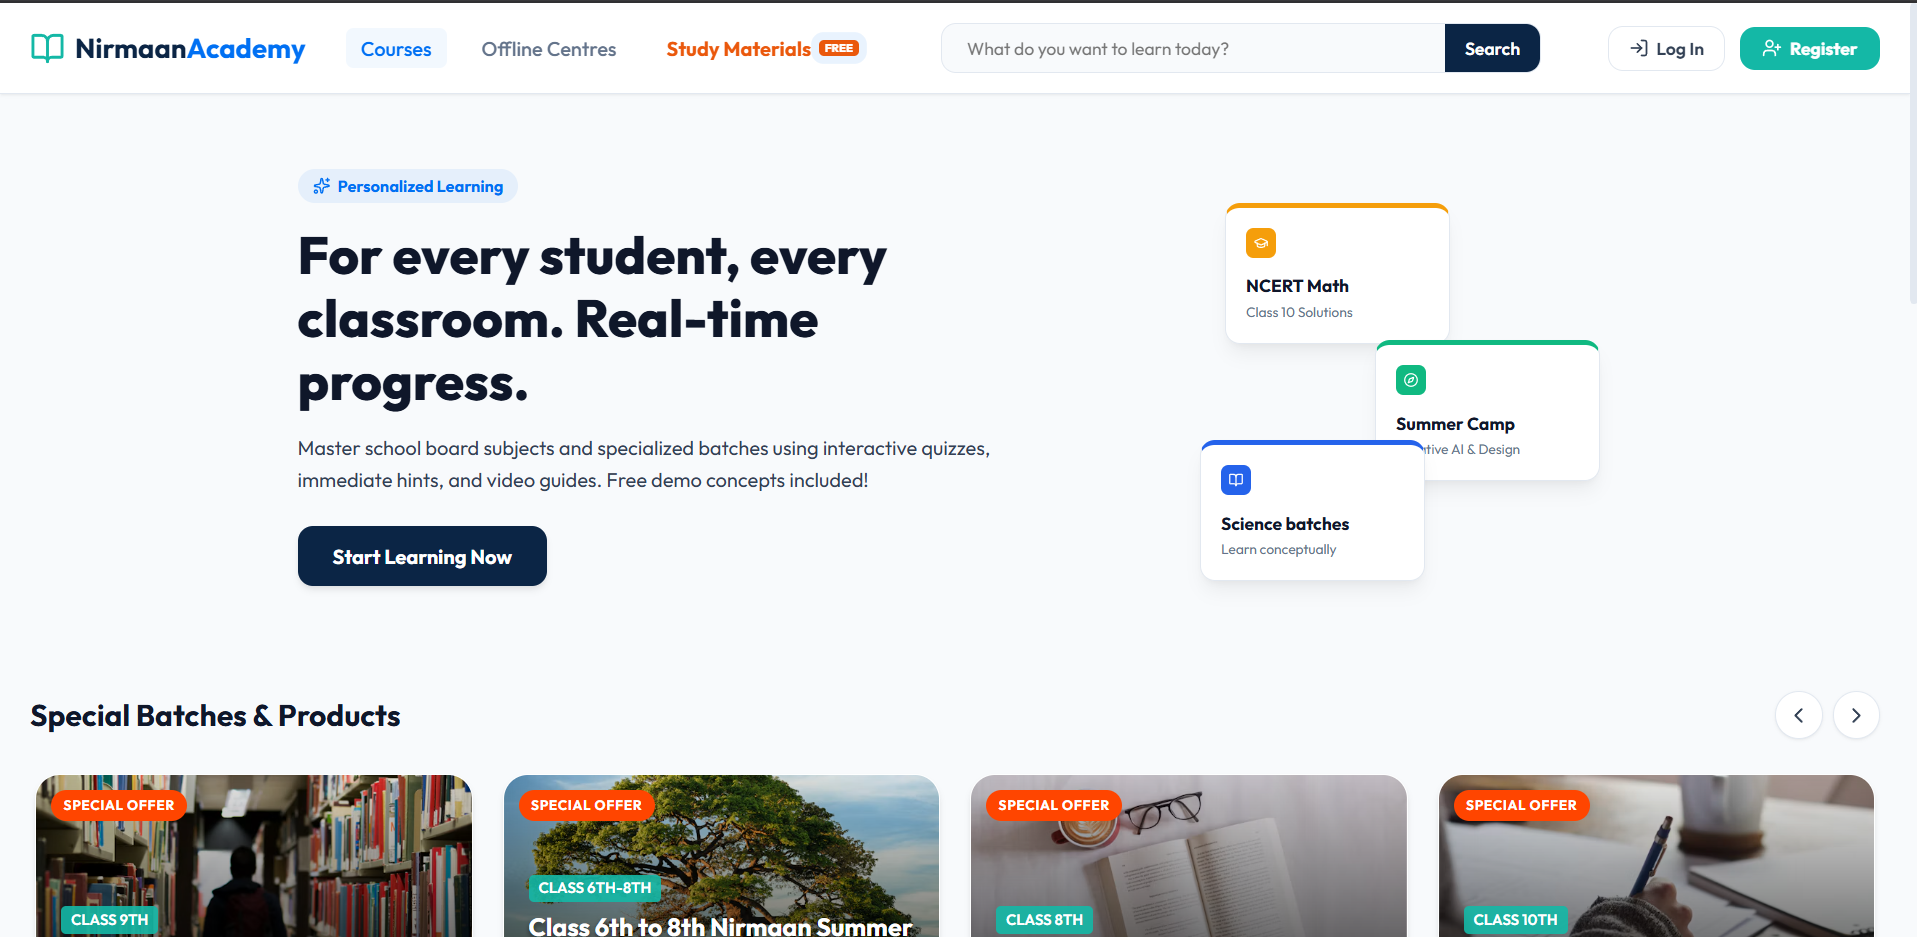 NirmaanAcademy
Courses
Offline Centres
Study Materials FREE
What do you want to learn today?
Search
Log In
Register
Personalized Learning
For every student, every
classroom. Real-time
progress.
Master school board subjects and specialized batches using interactive quizzes,
immediate hints, and video guides. Free demo concepts included!
Start Learning Now
NCERT Math
Class 10 Solutions
Summer Camp
AI & Design
Science batches
Learn conceptually
Special Batches & Products
SPECIAL OFFER
CLASS 9TH
SPECIAL OFFER
CLASS 6TH-8TH
Class 6th to 8th Nirmaan Summer
SPECIAL OFFER
CLASS 8TH
SPECIAL OFFER
CLASS 10TH